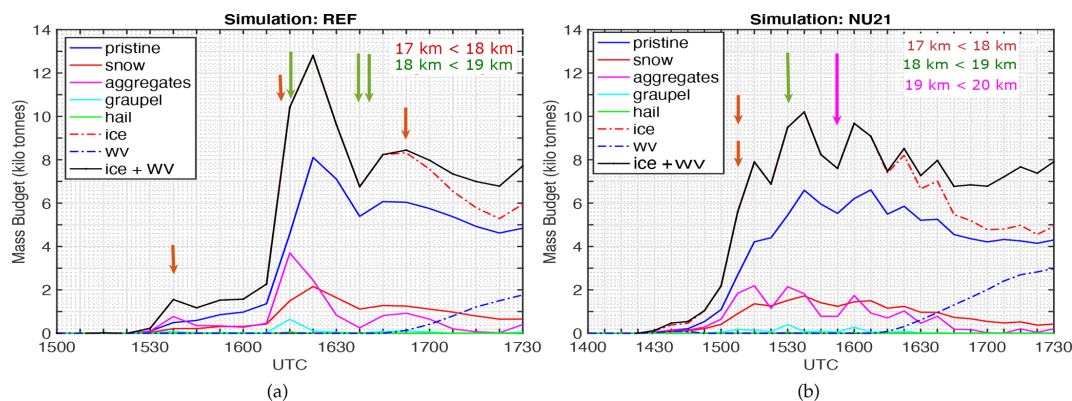 Simulation: REF
14
12
10
8
6
4
2
0
Mass Budget (kilo tonnes)
pristine
snow
aggregates
graupel
hail
ice
wv
ice + WV
17 km < 18 km
18 km < 19 km
1500
1530
1600
1630
1700
1730
UTC
(a)
Simulation: NU21
14
12
10
8
6
4
2
0
Mass Budget (kilo tonnes)
pristine
snow
aggregates
graupel
hail
ice
wv
ice + WV
17 km < 18 km
18 km < 19 km
19 km < 20 km
1400
1430
1500
1530
1600
1630
1700
1730
UTC
(b)